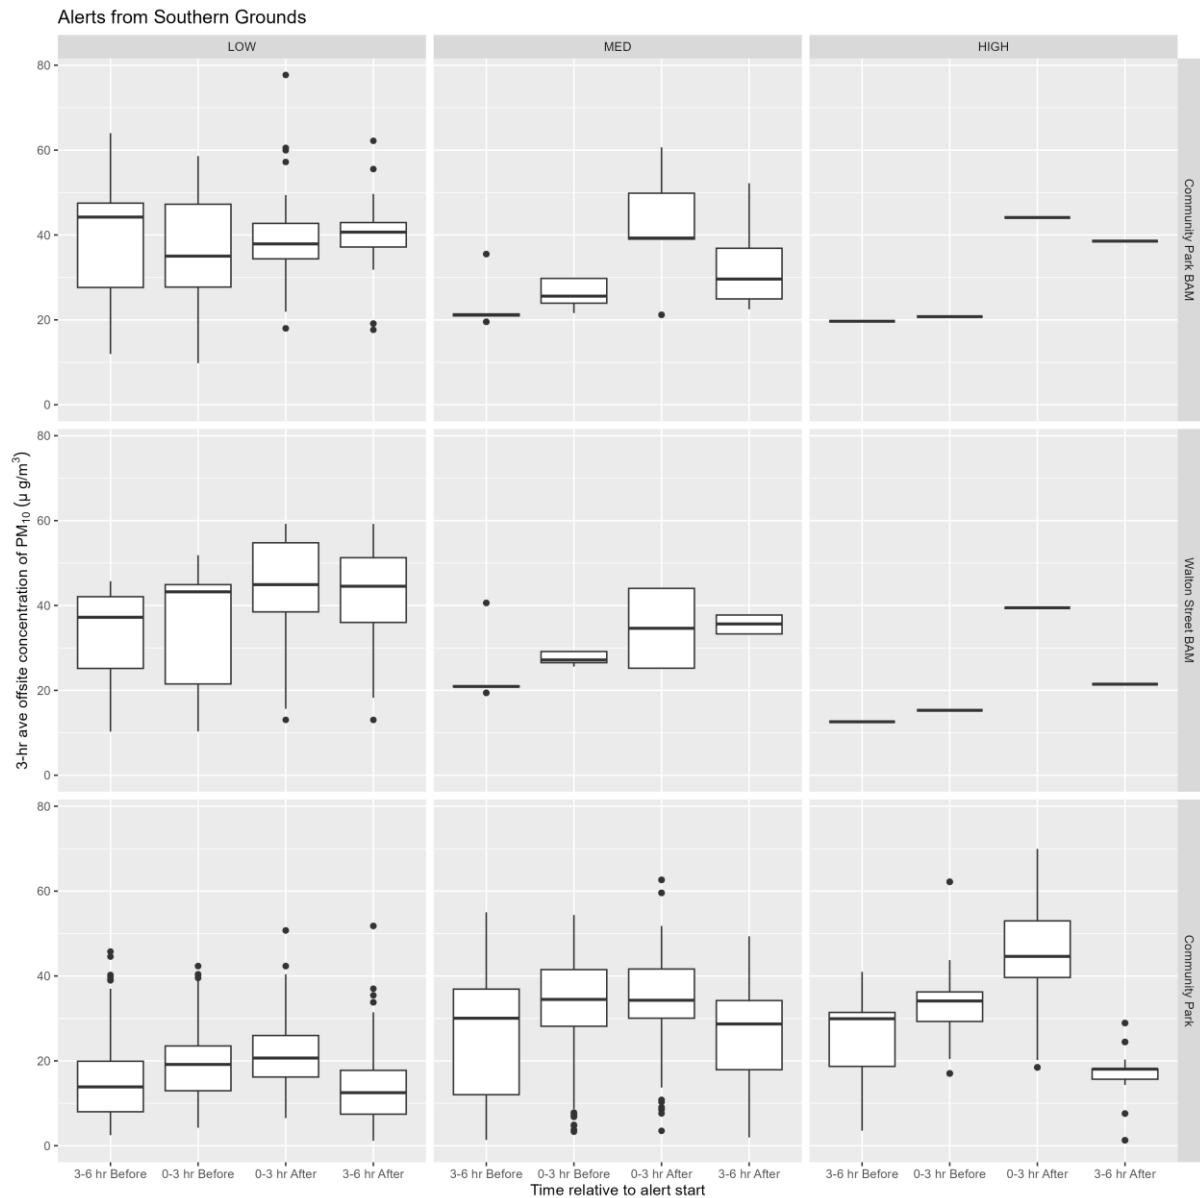 Alerts from Southern Grounds
LOW MED HIGH
80
60
40
20
0
Community Park BAM
80
60
40
20
0
Walton Street BAM
80
60
40
20
0
Community Park
3-hr ave offsite concentration of PM₁₀ (μ g/m³)
3-6 hr Before 0-3 hr Before 0-3 hr After 3-6 hr After 3-6 hr Before 0-3 hr Before 0-3 hr After 3-6 hr After 3-6 hr Before 0-3 hr Before 0-3 hr After 3-6 hr After
Time relative to alert start